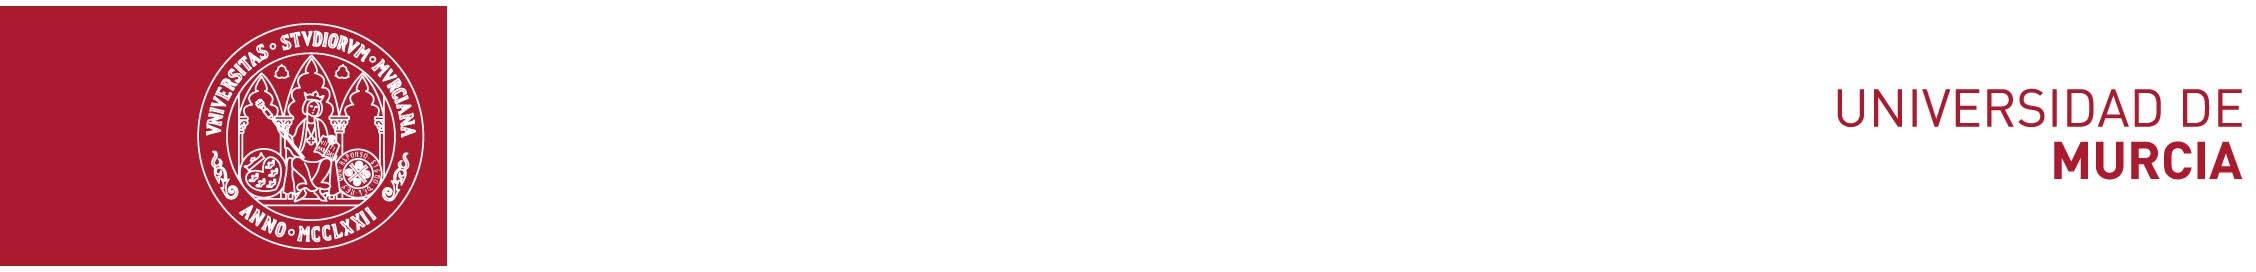 VNIVERSITAS STVDIORVM MVRCIANA
ANNO MCCLXXII
UNIVERSIDAD DE
MURCIA